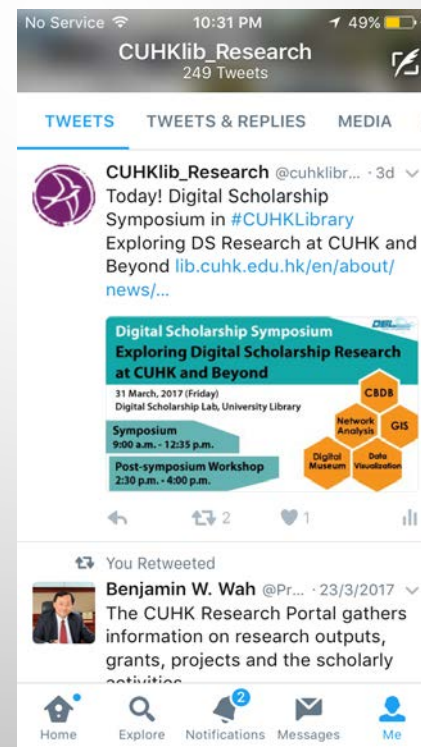 No Service 10:31 PM 49%
CUHKlib_Research
249 Tweets
TWEETS TWEETS & REPLIES MEDIA
CUHKlib_Research @cuhklibr... · 3d
Today! Digital Scholarship
Symposium in #CUHKLibrary
Exploring DS Research at CUHK and
Beyond lib.cuhk.edu.hk/en/about/
news/...
Digital Scholarship Symposium
Exploring Digital Scholarship Research
at CUHK and Beyond
31 March, 2017 (Friday)
Digital Scholarship Lab, University Library
Symposium
9:00 a.m. - 12:35 p.m.
Post-symposium Workshop
2:30 p.m. - 4:00 p.m.
CBDB
Network
Analysis
GIS
Digital
Museum
Data
Visualization
2 1
You Retweeted
Benjamin W. Wah @Pr... · 23/3/2017
The CUHK Research Portal gathers
information on research outputs,
grants, projects and the scholarly
activities
2
Home Explore Notifications Messages Me